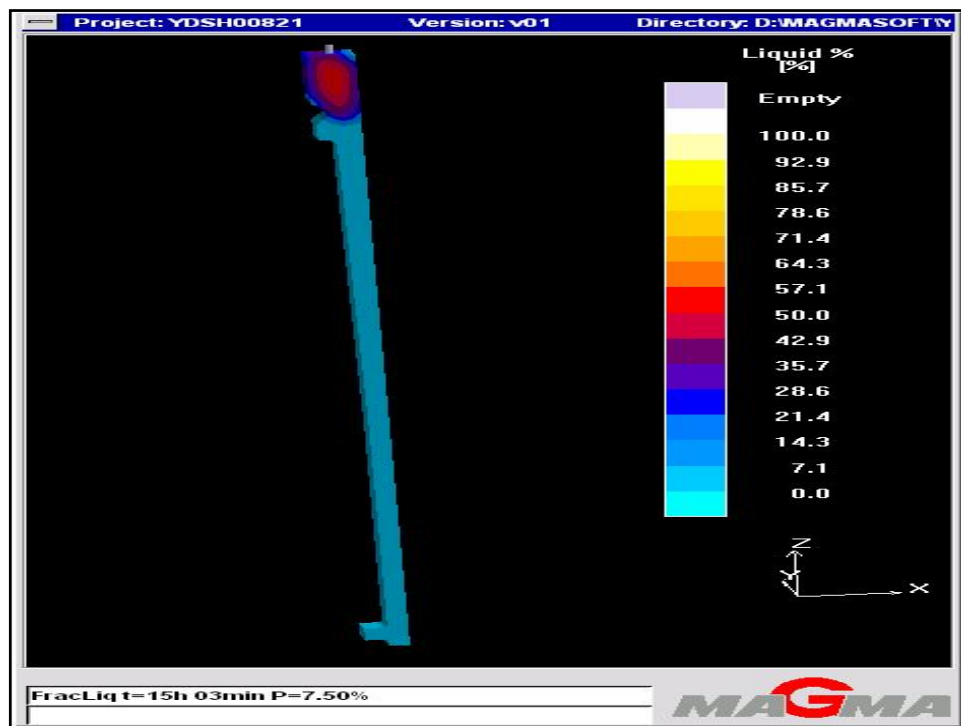 Project: YDSH00821 Version: v01 Directory: D:\MAGMASOFT\Y
Liquid %
[%]
Empty
100.0
92.9
85.7
78.6
71.4
64.3
57.1
50.0
42.9
35.7
28.6
21.4
14.3
7.1
0.0
Z
Y
X
FracLiq t=15h 03min P=7.50%
MAGMA